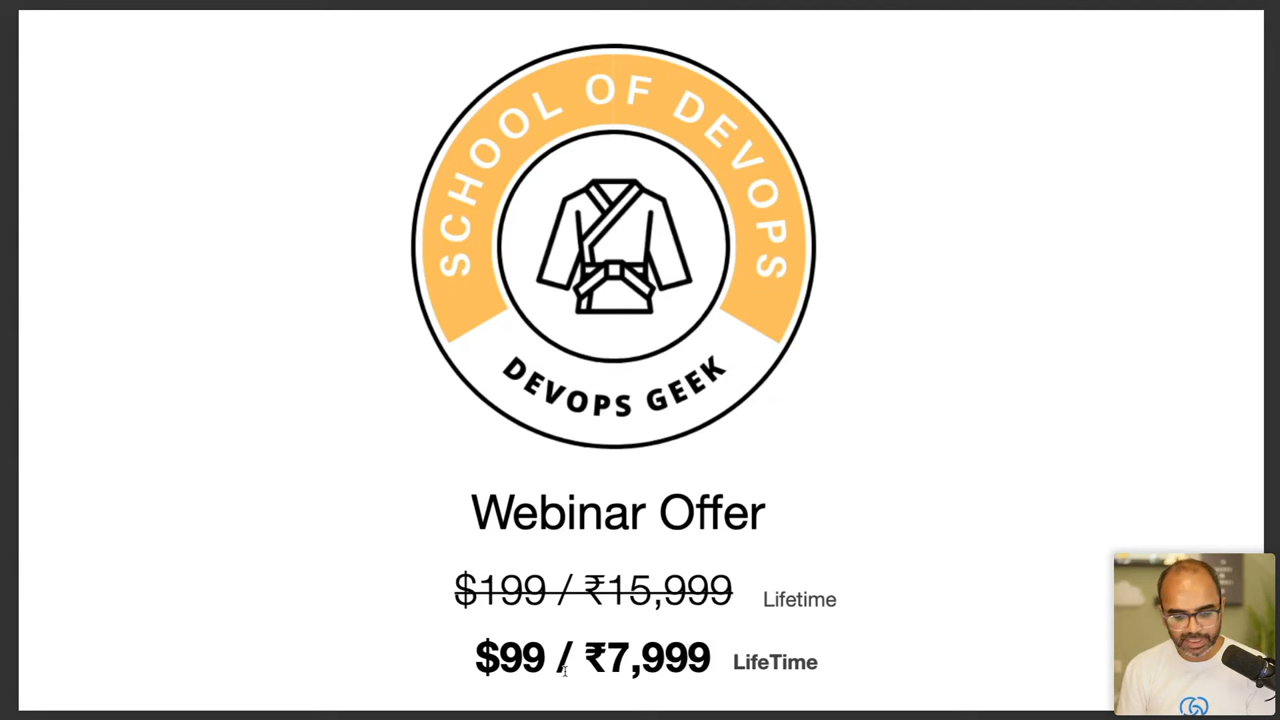 SCHOOL OF DEVOPS
DEVOPS GEEK
Webinar Offer
$199 / ₹15,999 Lifetime
$99 / ₹7,999 LifeTime